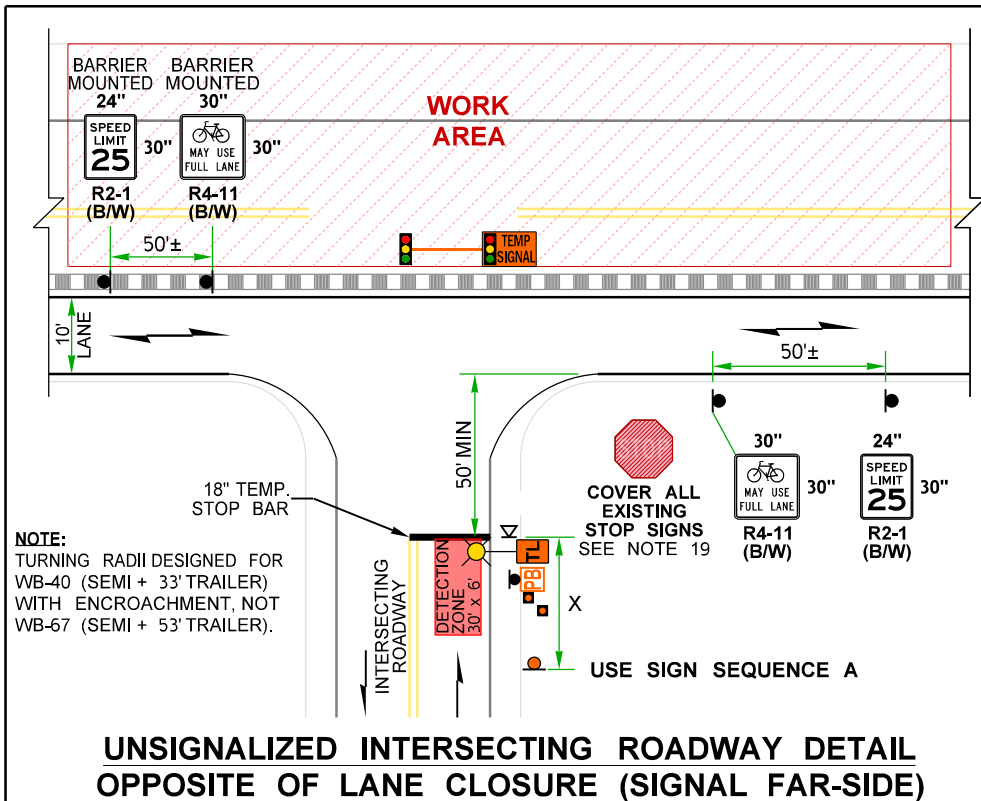 BARRIER MOUNTED
24"
SPEED LIMIT 25
30"
R2-1
(B/W)
BARRIER MOUNTED
30"
MAY USE FULL LANE
30"
R4-11
(B/W)
WORK
AREA
50'±
TEMP
SIGNAL
10'
LANE
50'±
50' MIN
STOP
COVER ALL
EXISTING
STOP SIGNS
SEE NOTE 19
30"
MAY USE
FULL LANE
30"
R4-11
(B/W)
24"
SPEED
LIMIT
25
30"
R2-1
(B/W)
18" TEMP.
STOP BAR
NOTE:
TURNING RADII DESIGNED FOR
WB-40 (SEMI + 33' TRAILER)
WITH ENCROACHMENT, NOT
WB-67 (SEMI + 53' TRAILER).
INTERSECTING
ROADWAY
DETECTION
ZONE
30' x 6'
TL
PB
X
USE SIGN SEQUENCE A
UNSIGNALIZED INTERSECTING ROADWAY DETAIL
OPPOSITE OF LANE CLOSURE (SIGNAL FAR-SIDE)